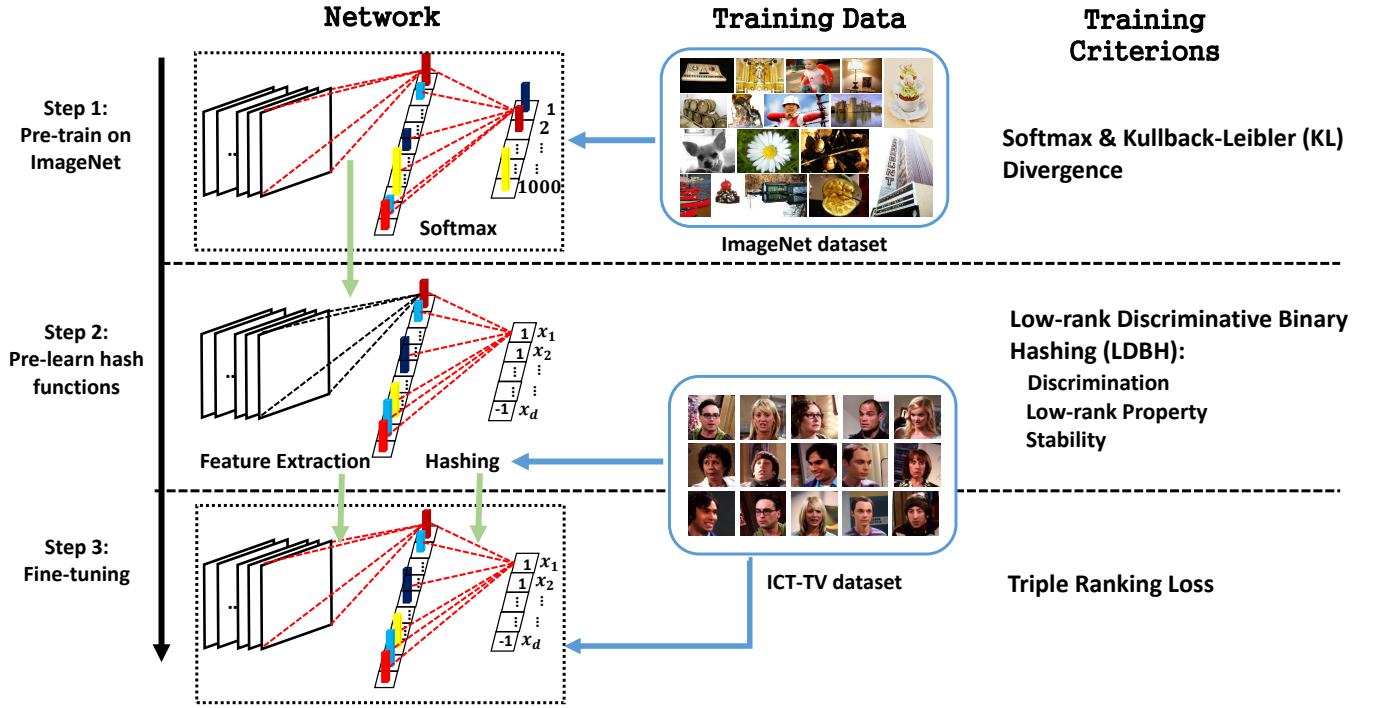 Network
Training Data
Training
Criterions
Step 1:
Pre-train on
ImageNet
..
⋮
⋮
⋮
⋮
1
2
⋮
⋮
1000
Softmax
ImageNet dataset
Softmax & Kullback-Leibler (KL)
Divergence
Step 2:
Pre-learn hash
functions
..
1 x₁
1 x₂
⋮ ⋮
⋮ ⋮
-1 x_d
Feature Extraction
Hashing
Low-rank Discriminative Binary
Hashing (LDBH):
Discrimination
Low-rank Property
Stability
Step 3:
Fine-tuning
..
1 x₁
1 x₂
⋮ ⋮
⋮ ⋮
-1 x_d
ICT-TV dataset
Triple Ranking Loss